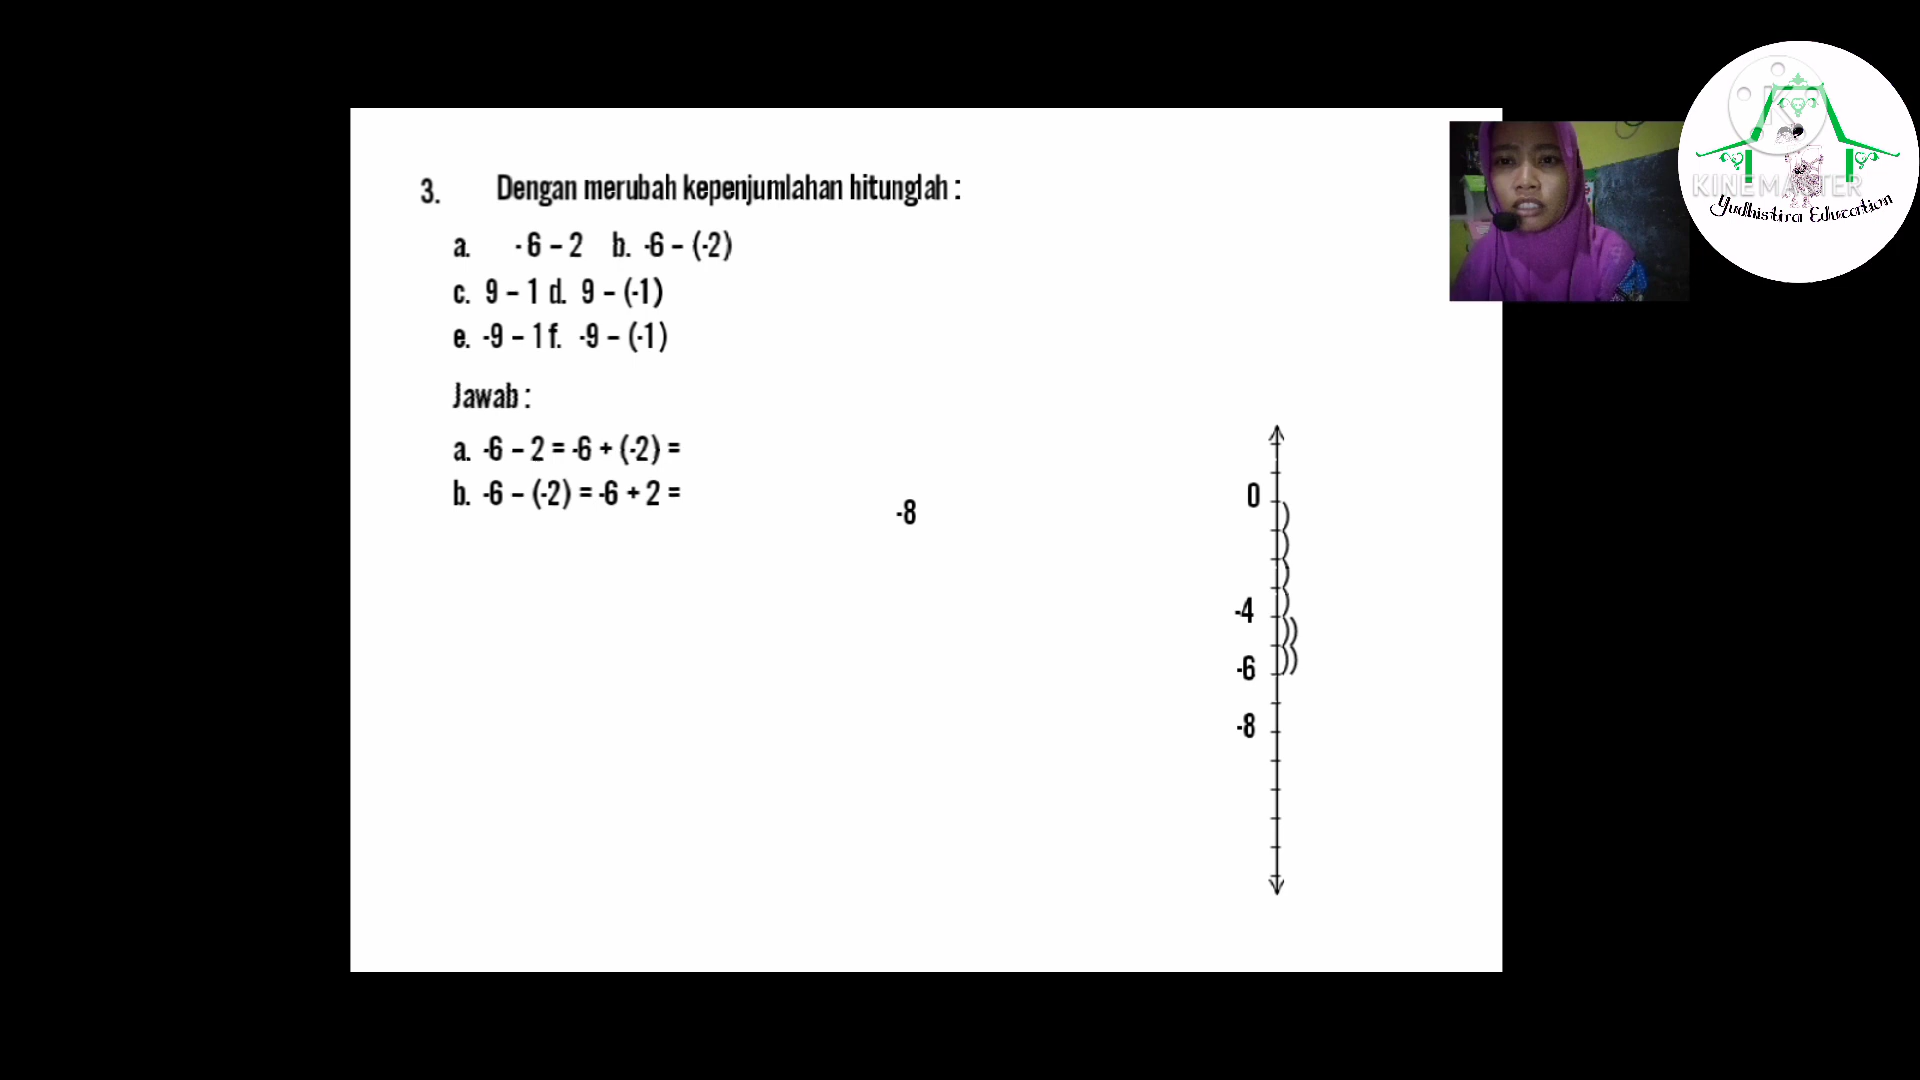 3. Dengan merubah kepenjumlahan hitunglah :
a. - 6 – 2 b. -6 – (-2)
c. 9 – 1 d. 9 – (-1)
e. -9 – 1 f. -9 – (-1)
Jawab :
a. -6 – 2 = -6 + (-2) =
b. -6 – (-2) = -6 + 2 =
-8
0
-4
-6
-8
KINEMASTER
Yudhistira Education